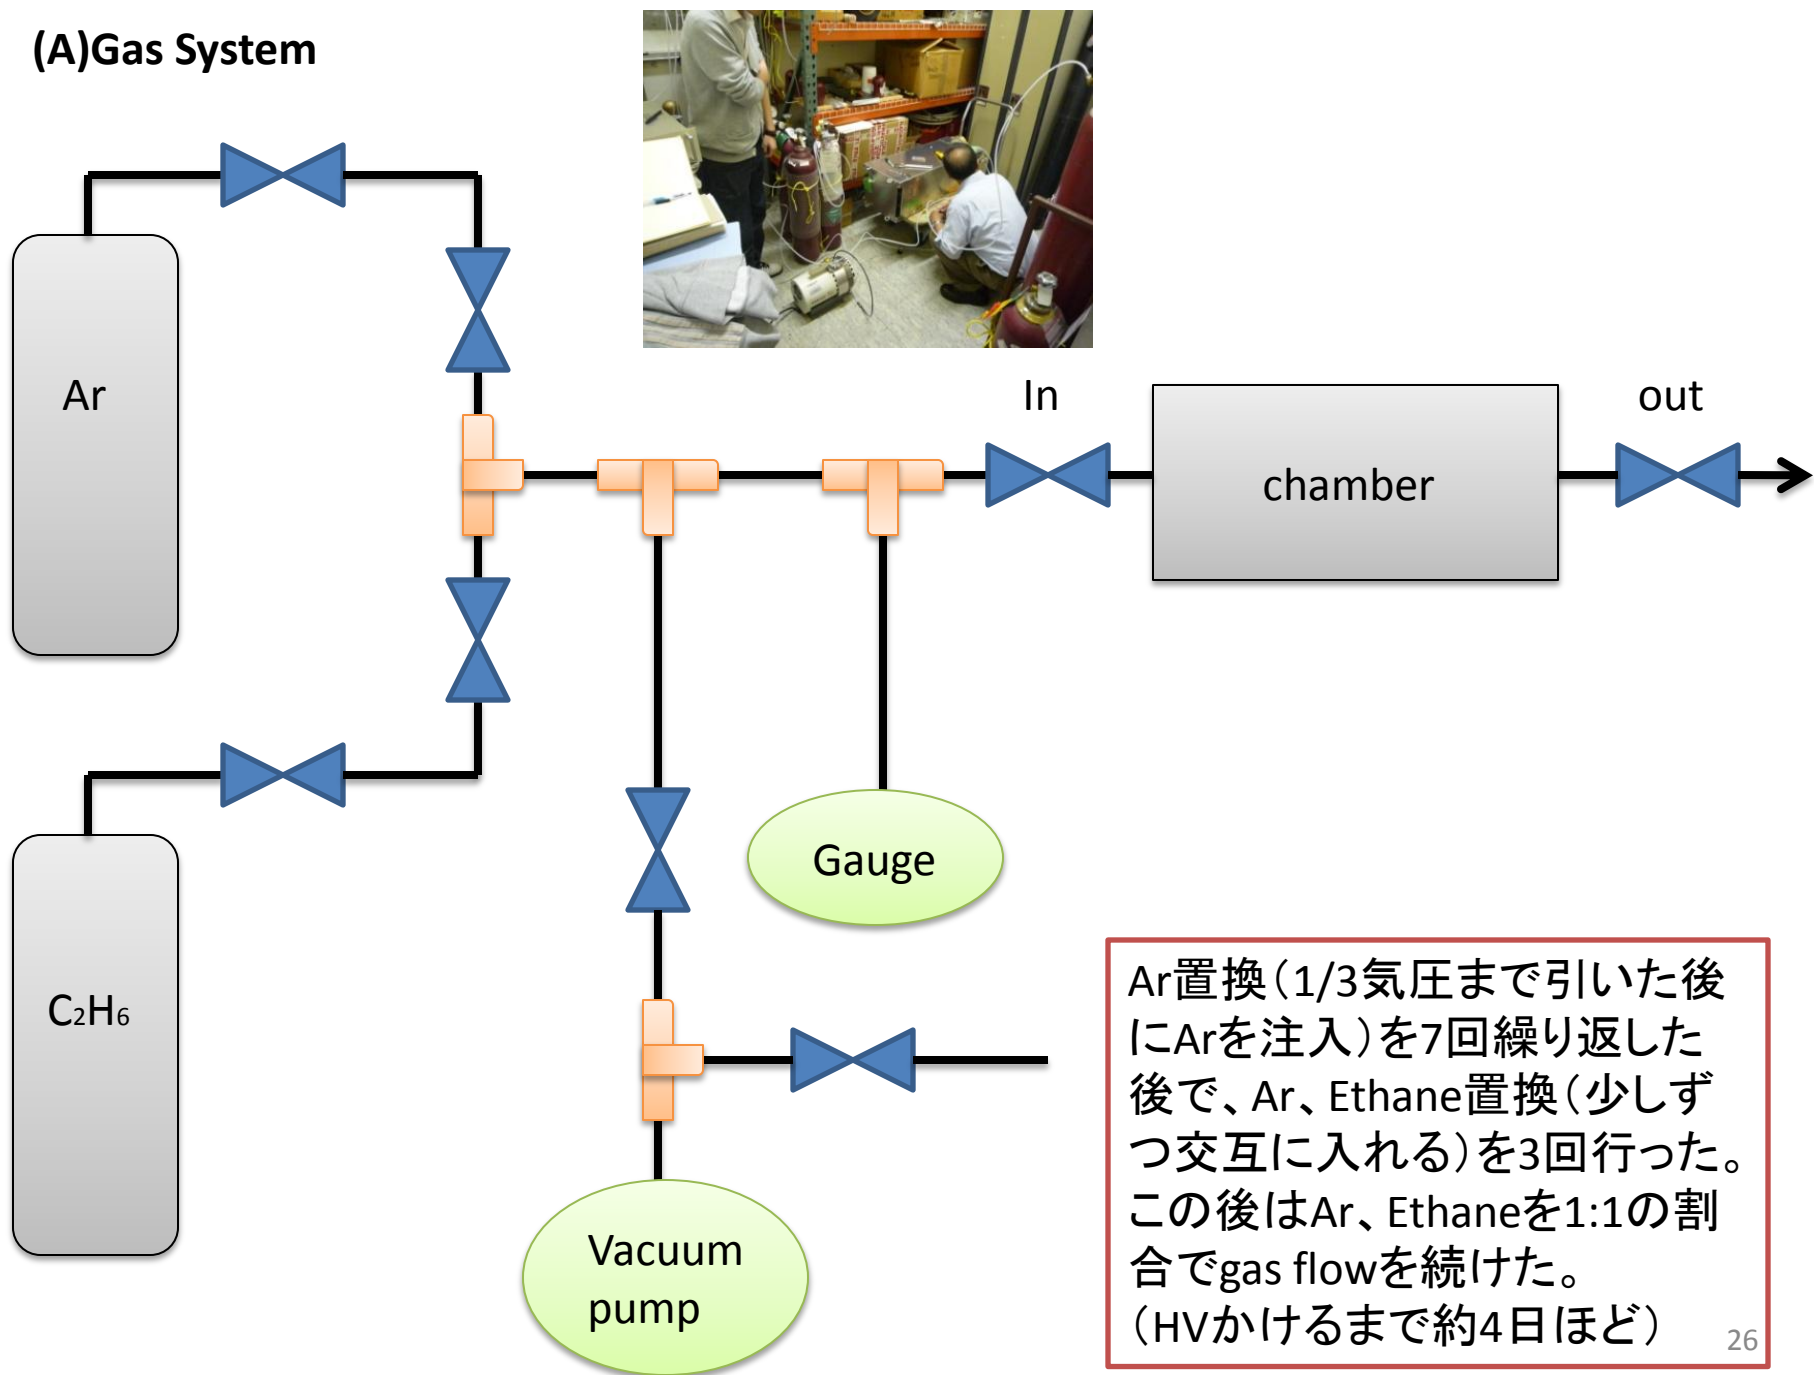 (A)Gas System
Ar
In
out
chamber
Gauge
C₂H₆
Vacuum
pump
Ar置換(1/3気圧まで引いた後
にArを注入)を7回繰り返した
後で、Ar、Ethane置換(少しず
つ交互に入れる)を3回行った。
この後はAr、Ethaneを1:1の割
合でgas flowを続けた。
(HVかけるまで約4日ほど)
26